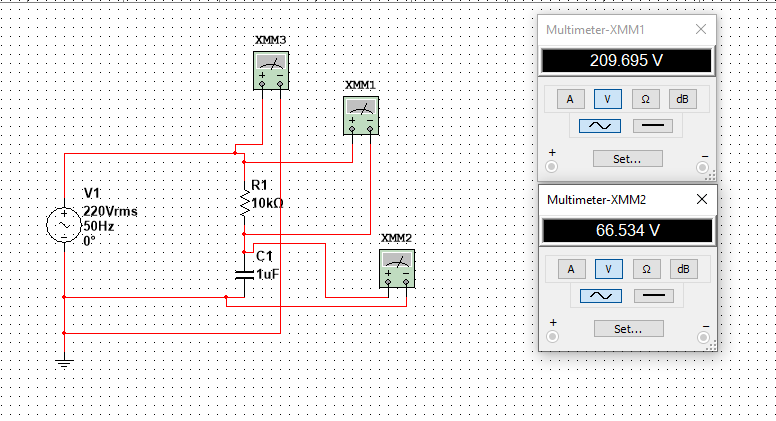 XMM3
XMM1
V1
220Vrms
50Hz
0°
R1
10kΩ
C1
1uF
XMM2
Multimeter-XMM1
209.695 V
A V Ω dB
+ Set... −
Multimeter-XMM2
66.534 V
A V Ω dB
+ Set... −